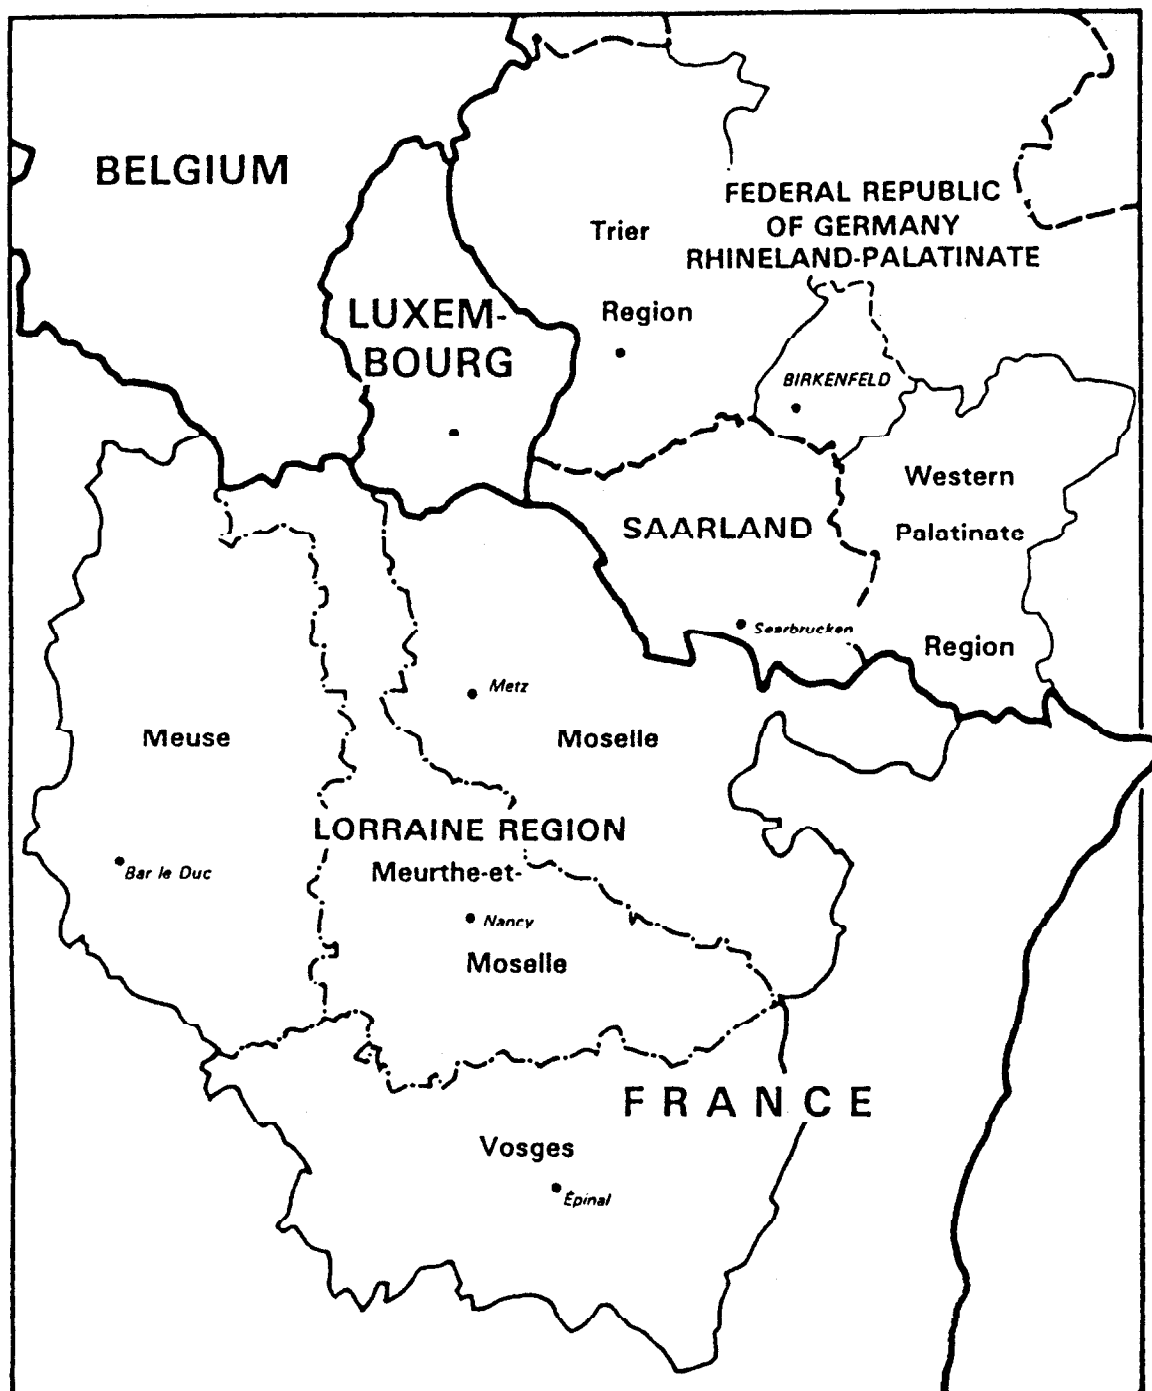 BELGIUM
FEDERAL REPUBLIC
OF GERMANY
RHINELAND-PALATINATE
Trier
Region
LUXEM-
BOURG
BIRKENFELD
Western
Palatinate
Region
SAARLAND
Saarbrucken
Metz
Meuse
Moselle
LORRAINE REGION
Bar le Duc
Meurthe-et-
Nancy
Moselle
FRANCE
Vosges
Épinal